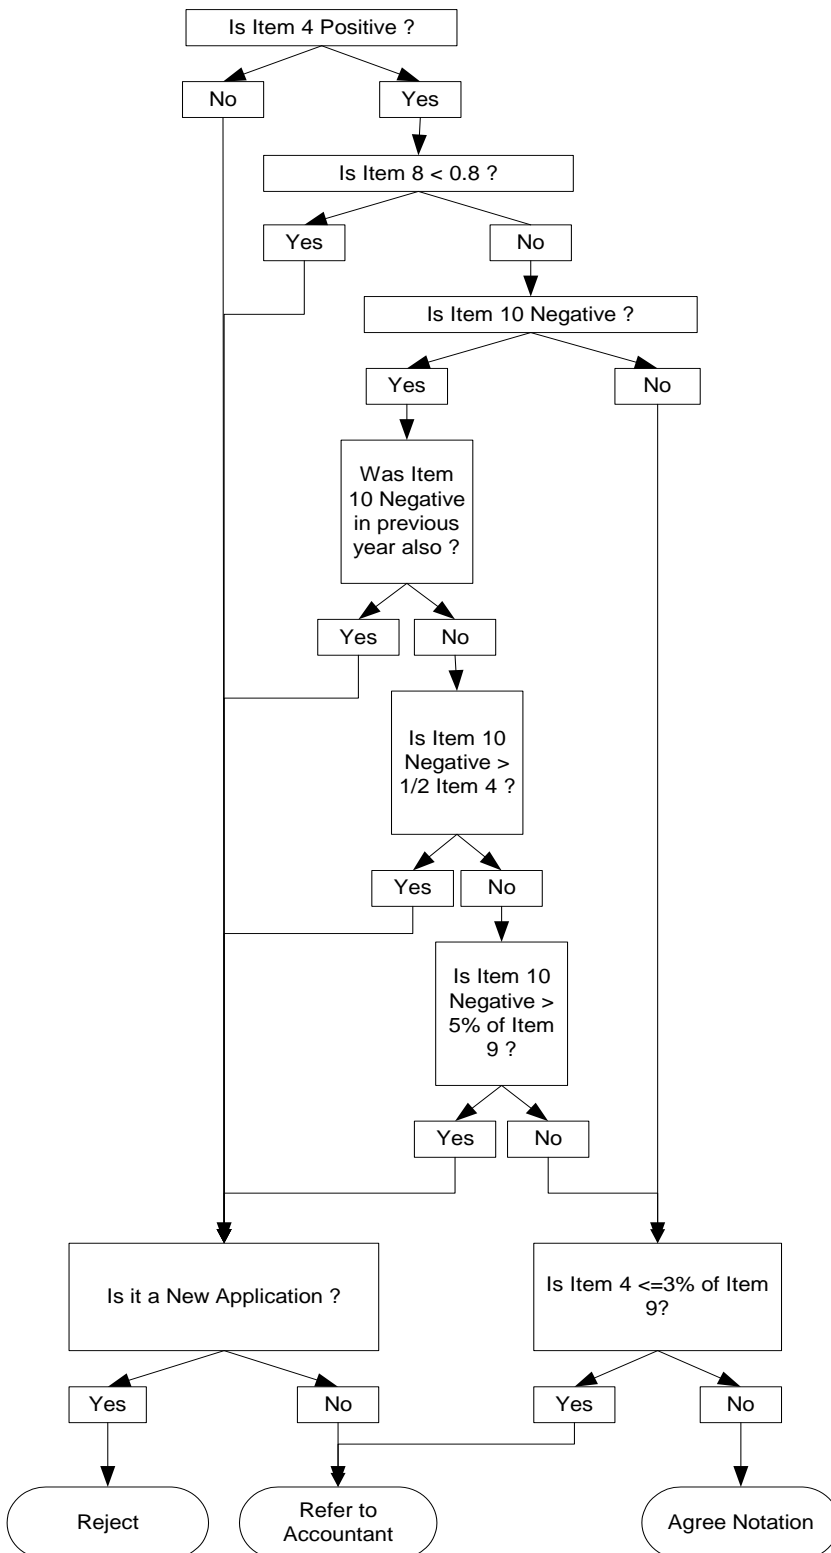 Is Item 4 Positive ?
No
Yes
Is Item 8 < 0.8 ?
Yes
No
Is Item 10 Negative ?
Yes
No
Was Item
10 Negative
in previous
year also ?
Yes
No
Is Item 10
Negative >
1/2 Item 4 ?
Yes
No
Is Item 10
Negative >
5% of Item
9 ?
Yes
No
Is it a New Application ?
Is Item 4 <=3% of Item
9?
Yes
No
Yes
No
Reject
Refer to
Accountant
Agree Notation